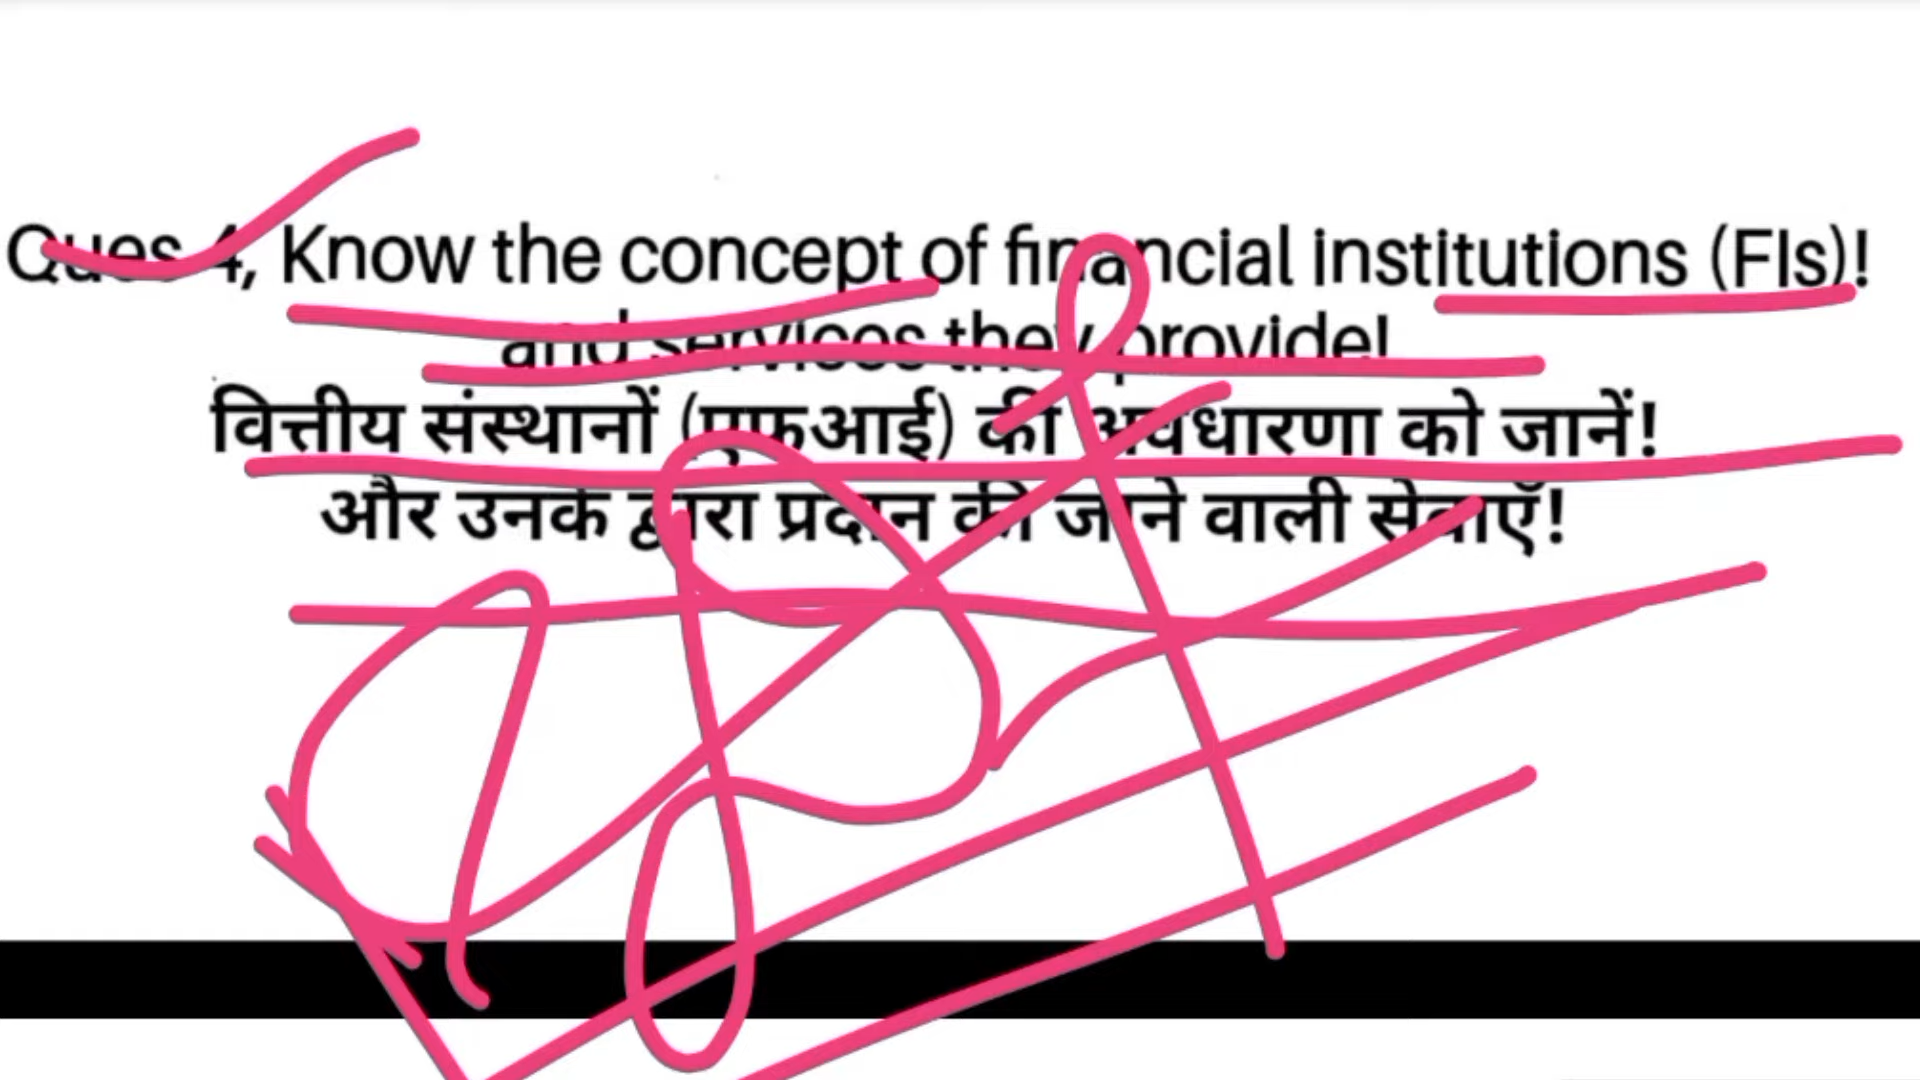 Ques 4, Know the concept of financial institutions (FIs)!
and services they provide!
वित्तीय संस्थानों (एफआई) की अवधारणा को जानें!
और उनके द्वारा प्रदान की जाने वाली सेवाएँ!